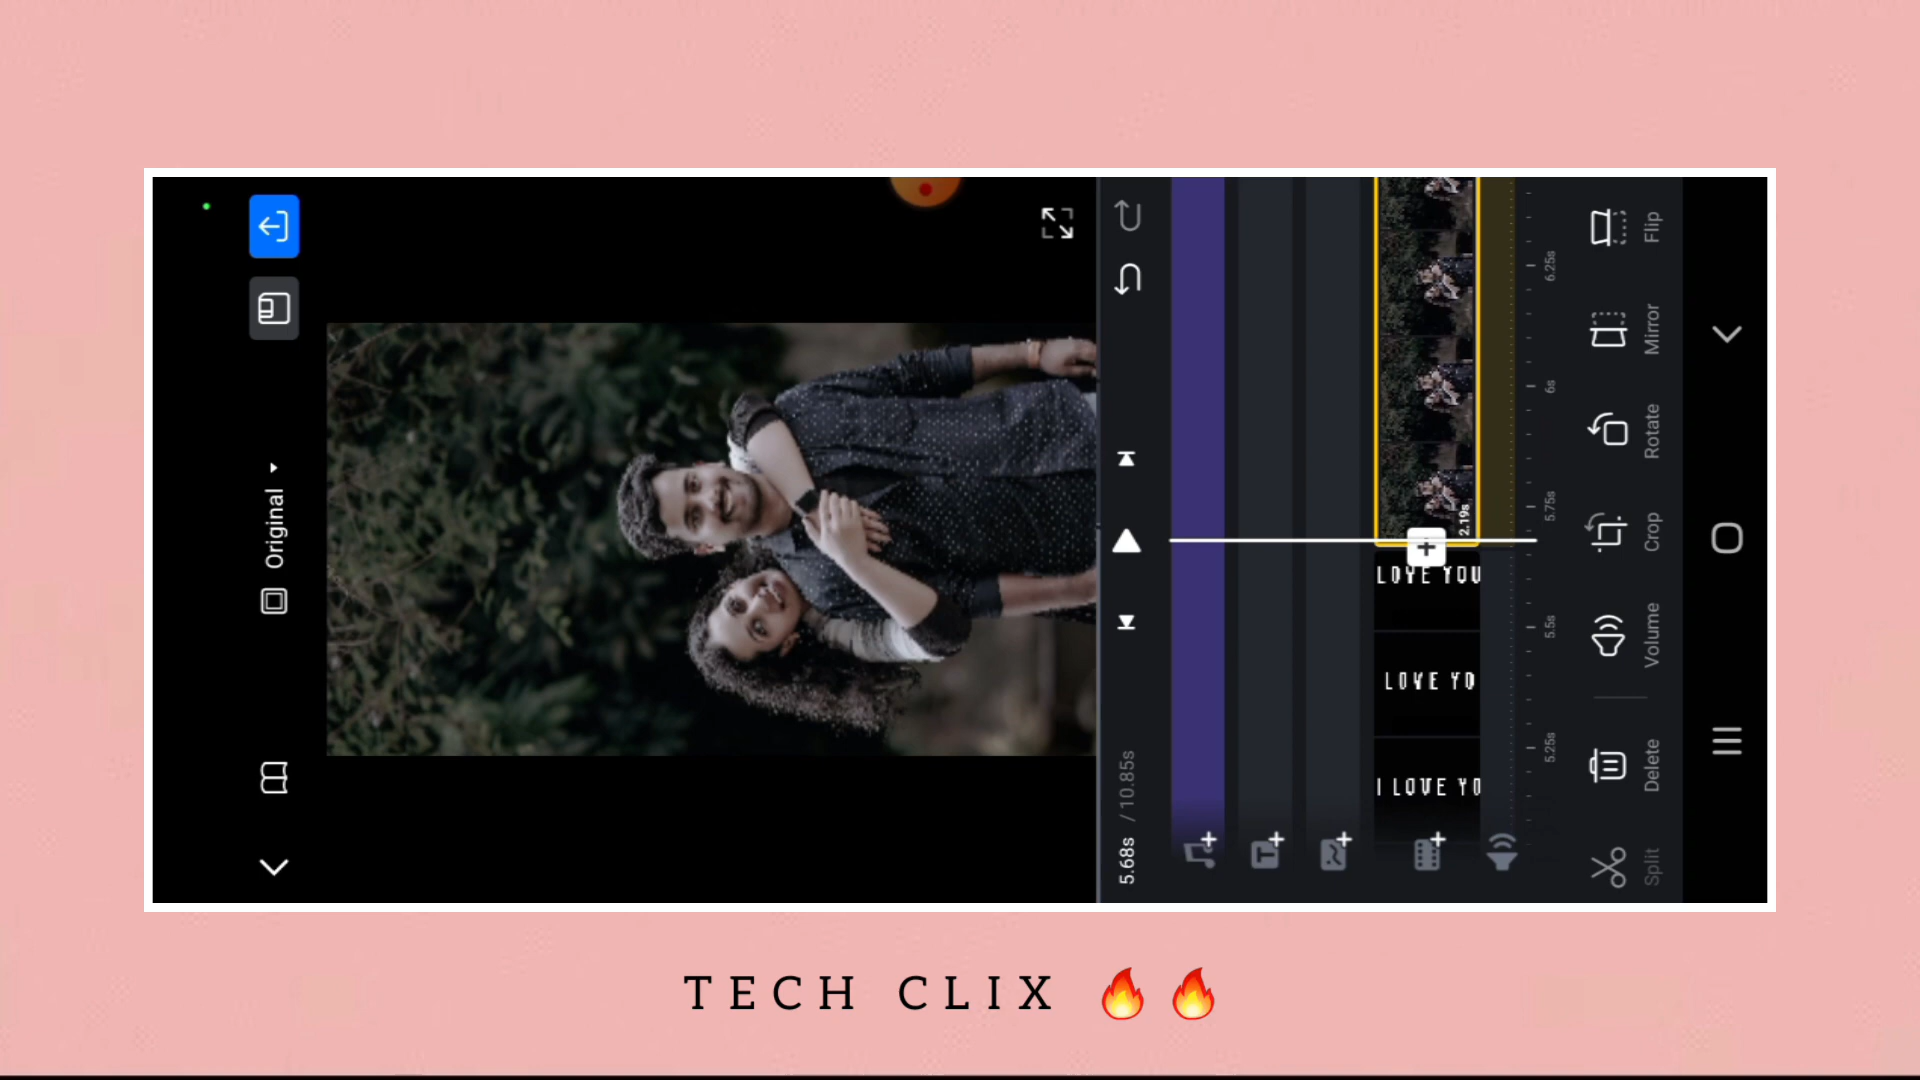 Original
5.68s / 10.85s
LOVE YOU
LOVE YO
I LOVE YO
2.19s
5.25s
5.5s
5.75s
6s
6.25s
Split
Delete
Volume
Crop
Rotate
Mirror
Flip
TECH CLIX 🔥🔥